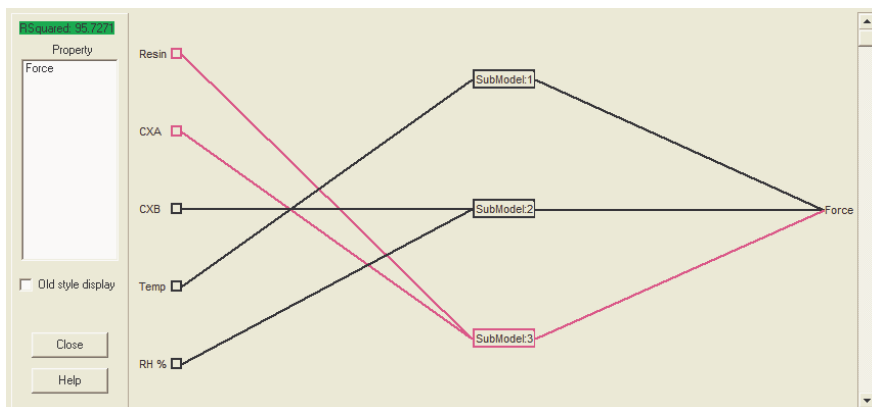 RSquared: 95.7271
Property
Force
Old style display
Close
Help
Resin
CXA
CXB
Temp
RH %
SubModel:1
SubModel:2
SubModel:3
Force